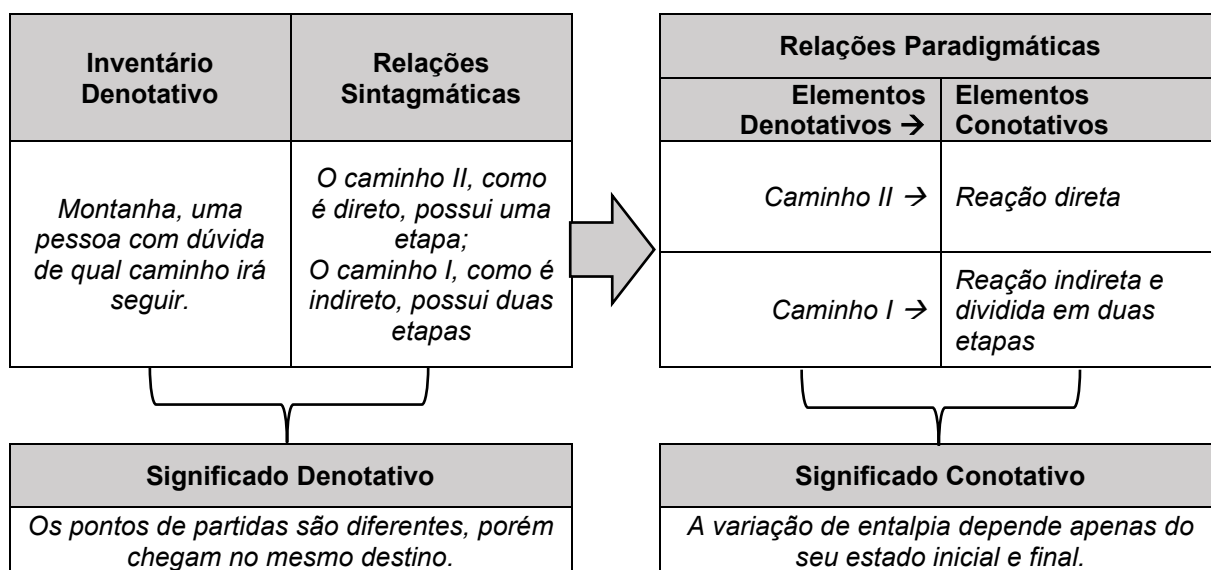 Inventário
Denotativo
Relações
Sintagmáticas
Montanha, uma
pessoa com dúvida
de qual caminho irá
seguir.
O caminho II, como
é direto, possui uma
etapa;
O caminho I, como é
indireto, possui duas
etapas
Significado Denotativo
Os pontos de partidas são diferentes, porém
chegam no mesmo destino.
Relações Paradigmáticas
Elementos
Denotativos →
Elementos
Conotativos
Caminho II →
Reação direta
Caminho I →
Reação indireta e
dividida em duas
etapas
Significado Conotativo
A variação de entalpia depende apenas do
seu estado inicial e final.